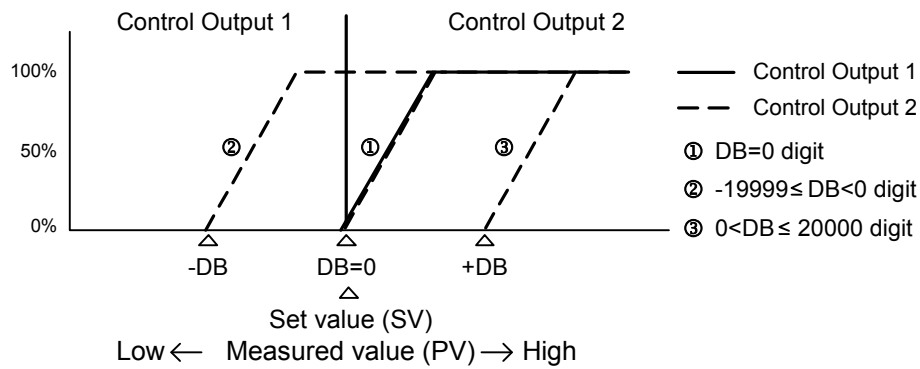 Control Output 1 Control Output 2
100%
50%
0%
② ① ③
-DB DB=0 +DB
Set value (SV)
Low ← Measured value (PV) → High
Control Output 1
Control Output 2
① DB=0 digit
② -19999≤ DB<0 digit
③ 0<DB≤ 20000 digit